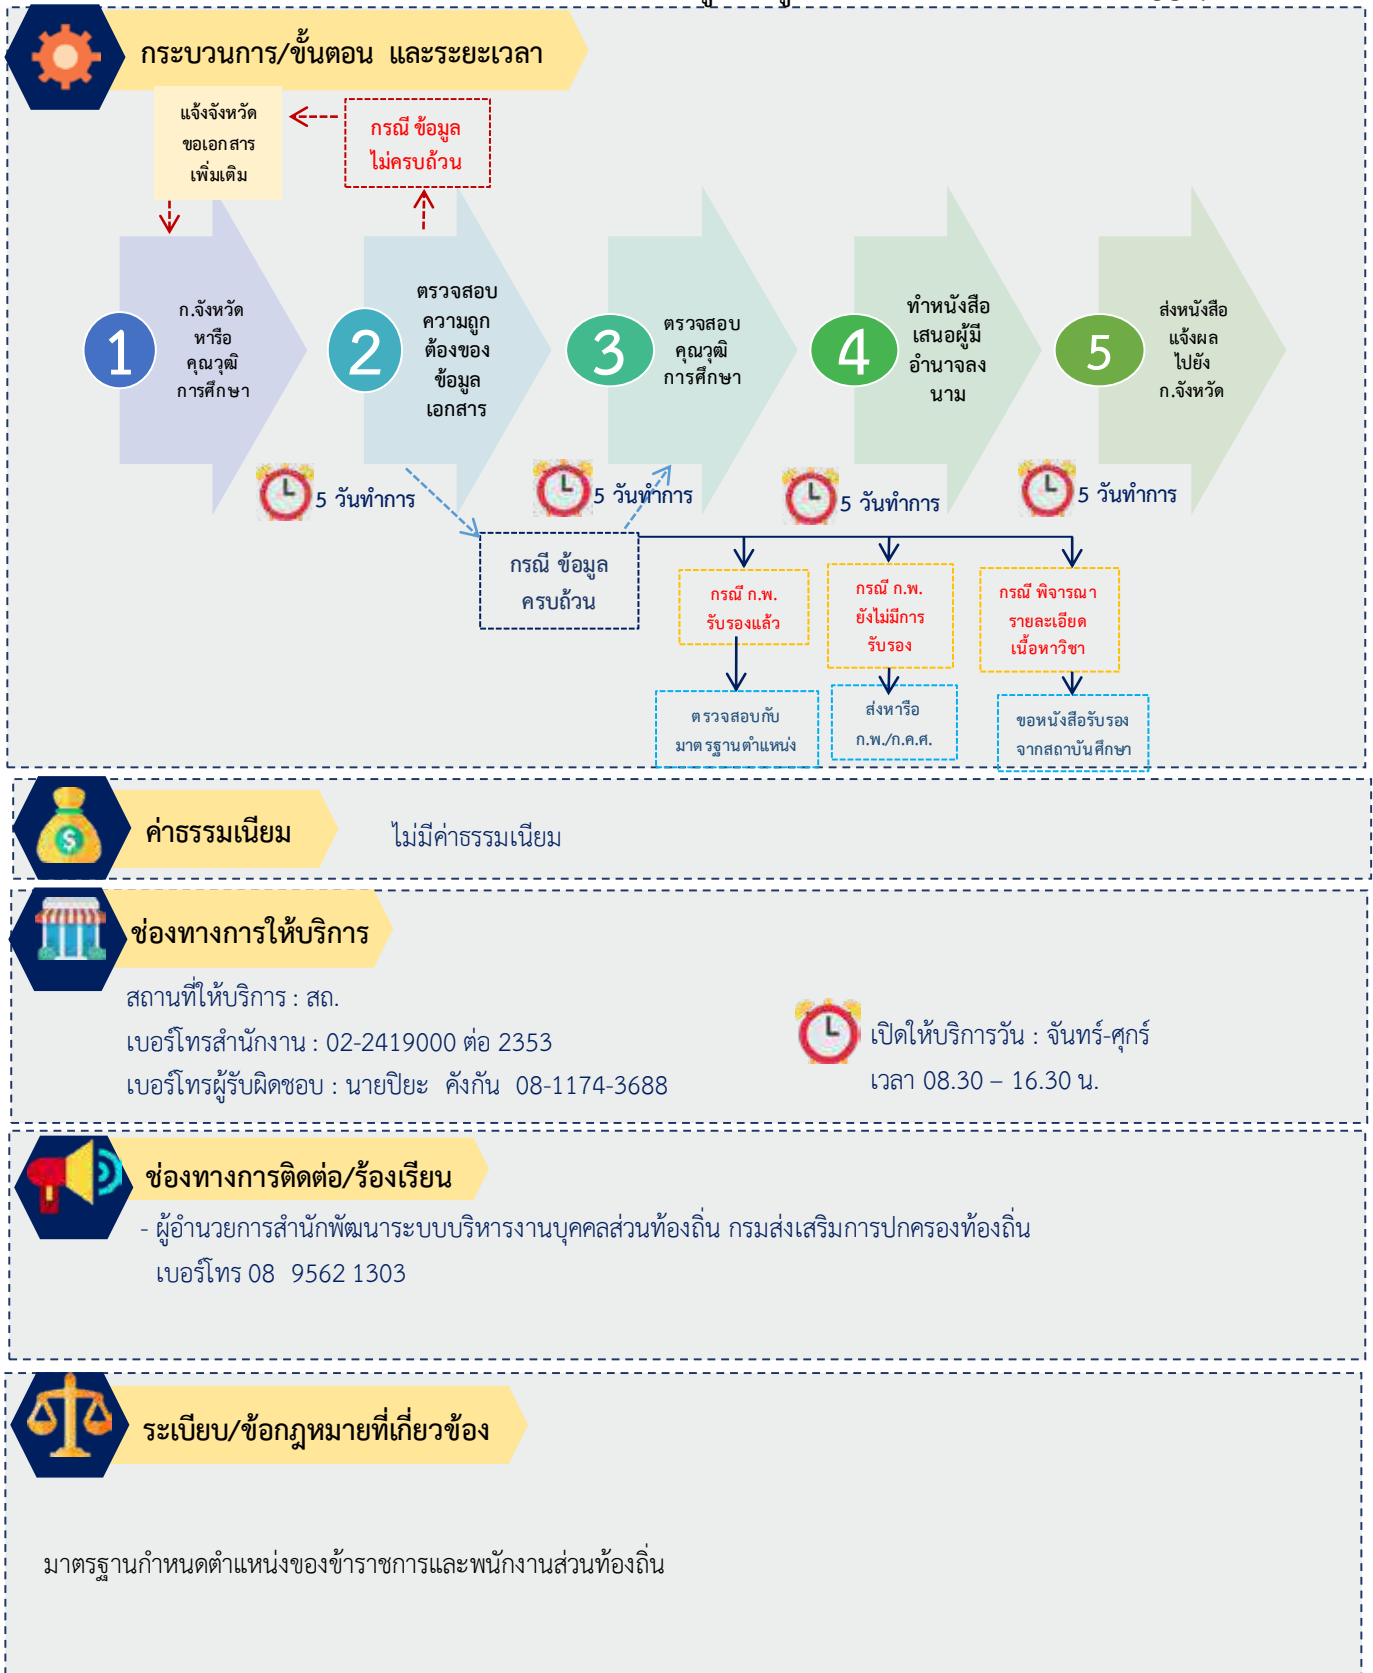 กระบวนการ/ขั้นตอน และระยะเวลา
แจ้งจังหวัด
ขอเอกสาร
เพิ่มเติม
กรณี ข้อมูล
ไม่ครบถ้วน
1
ก.จังหวัด
หารือ
คุณวุฒิ
การศึกษา
2
ตรวจสอบ
ความถูก
ต้องของ
ข้อมูล
เอกสาร
3
ตรวจสอบ
คุณวุฒิ
การศึกษา
4
ทำหนังสือ
เสนอผู้มี
อำนาจลง
นาม
5
ส่งหนังสือ
แจ้งผล
ไปยัง
ก.จังหวัด
5 วันทำการ
5 วันทำการ
5 วันทำการ
5 วันทำการ
กรณี ข้อมูล
ครบถ้วน
กรณี ก.พ.
รับรองแล้ว
กรณี ก.พ.
ยังไม่มีการ
รับรอง
กรณี พิจารณา
รายละเอียด
เนื้อหาวิชา
ตรวจสอบกับ
มาตรฐานตำแหน่ง
ส่งหารือ
ก.พ./ก.ค.ศ.
ขอหนังสือรับรอง
จากสถาบันศึกษา
ค่าธรรมเนียม
ไม่มีค่าธรรมเนียม
ช่องทางการให้บริการ
สถานที่ให้บริการ : สถ.
เบอร์โทรสำนักงาน : 02-2419000 ต่อ 2353
เบอร์โทรผู้รับผิดชอบ : นายปิยะ คังกัน 08-1174-3688
เปิดให้บริการวัน : จันทร์-ศุกร์
เวลา 08.30 – 16.30 น.
ช่องทางการติดต่อ/ร้องเรียน
- ผู้อำนวยการสำนักพัฒนาระบบบริหารงานบุคคลส่วนท้องถิ่น กรมส่งเสริมการปกครองท้องถิ่น
เบอร์โทร 08 9562 1303
ระเบียบ/ข้อกฎหมายที่เกี่ยวข้อง
มาตรฐานกำหนดตำแหน่งของข้าราชการและพนักงานส่วนท้องถิ่น